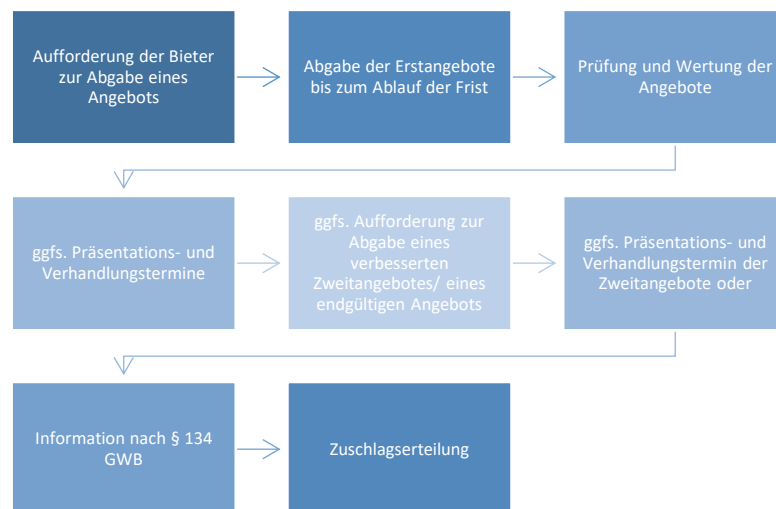 Aufforderung der Bieter
zur Abgabe eines
Angebots
Abgabe der Erstangebote
bis zum Ablauf der Frist
Prüfung und Wertung der
Angebote
ggfs. Präsentations- und
Verhandlungstermine
ggfs. Aufforderung zur
Abgabe eines
verbesserten
Zweitangebotes/ eines
endgültigen Angebots
ggfs. Präsentations- und
Verhandlungstermin der
Zweitangebote oder
Information nach § 134
GWB
Zuschlagserteilung